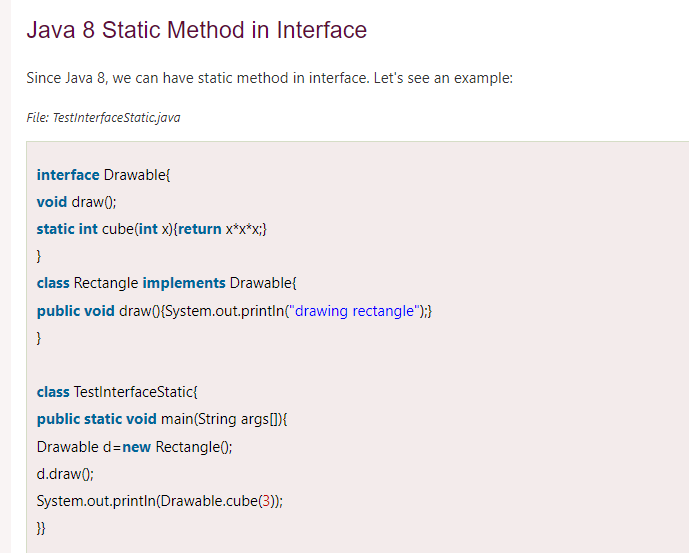 Java 8 Static Method in Interface
Since Java 8, we can have static method in interface. Let's see an example:
File: TestInterfaceStatic.java
interface Drawable{
void draw();
static int cube(int x){return x*x*x;}
}
class Rectangle implements Drawable{
public void draw(){System.out.println("drawing rectangle");}
}
class TestInterfaceStatic{
public static void main(String args[]){
Drawable d=new Rectangle();
d.draw();
System.out.println(Drawable.cube(3));
}}